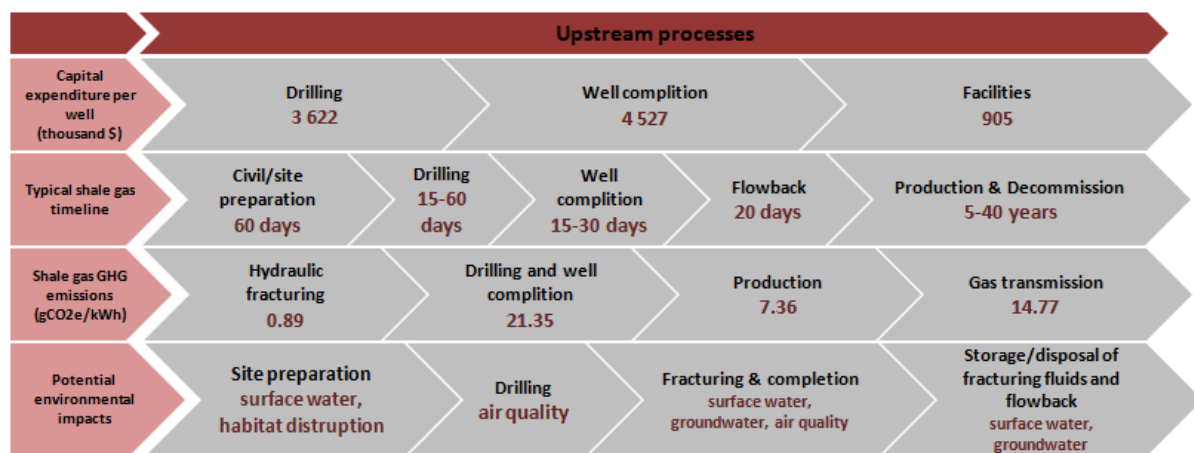 Upstream processes
Capital
expenditure per
well
(thousand $)
Drilling
3 622
Well complition
4 527
Facilities
905
Typical shale gas
timeline
Civil/site
preparation
60 days
Drilling
15-60
days
Well
complition
15-30 days
Flowback
20 days
Production & Decommission
5-40 years
Shale gas GHG
emissions
(gCO2e/kWh)
Hydraulic
fracturing
0.89
Drilling and well
complition
21.35
Production
7.36
Gas transmission
14.77
Potential
environmental
impacts
Site preparation
surface water,
habitat distruption
Drilling
air quality
Fracturing & completion
surface water,
groundwater, air quality
Storage/disposal of
fracturing fluids and
flowback
surface water,
groundwater